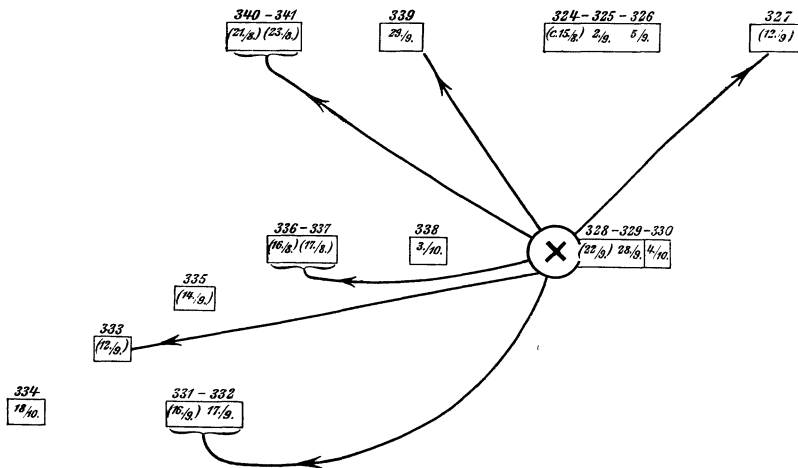 340 – 341
(21/8.) (23./8.)
339
29/9.
324 – 325 – 326
(c.15/8.) 2/9. 5/9.
327
(12./9)
336 – 337
(16/8.) (17./8.)
338
3./10.
328 – 329 – 330
(22/9.) 28/9. 4./10.
335
(14./9.)
333
(12./9.)
334
18/10.
331 – 332
(16/9.) 17./9.